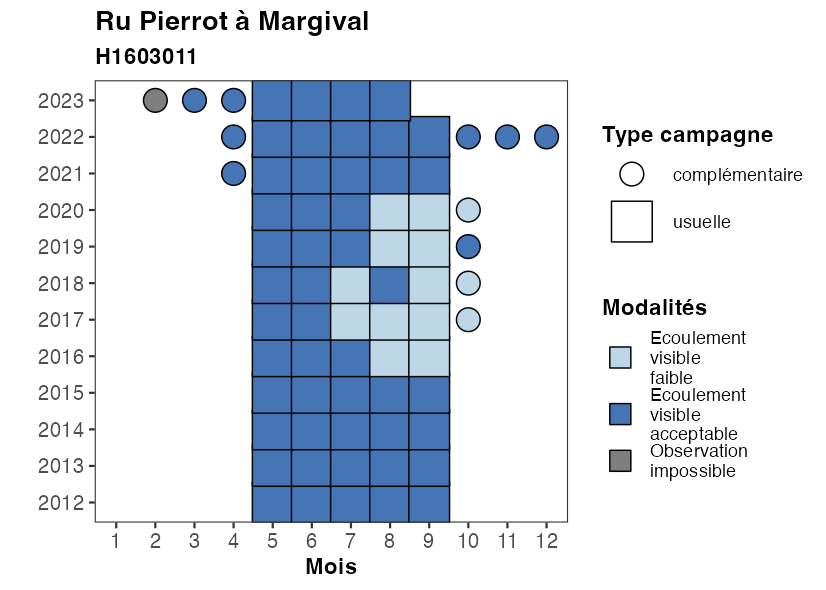 Ru Pierrot à Margival
H1603011
2023
2022
2021
2020
2019
2018
2017
2016
2015
2014
2013
2012
1 2 3 4 5 6 7 8 9 10 11 12
Mois
Type campagne
complémentaire
usuelle
Modalités
Ecoulement
visible
faible
Ecoulement
visible
acceptable
Observation
impossible